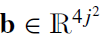 𝐛 ∈ ℝ^{4j^2}